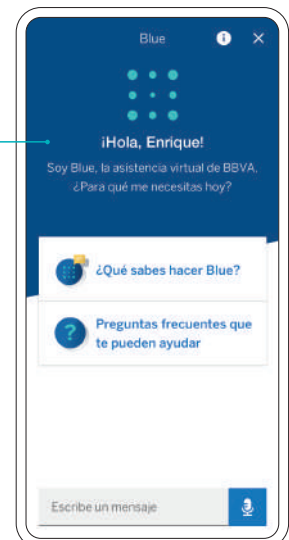 Blue
¡Hola, Enrique!
Soy Blue, la asistencia virtual de BBVA.
¿Para qué me necesitas hoy?
¿Qué sabes hacer Blue?
Preguntas frecuentes que
te pueden ayudar
Escribe un mensaje